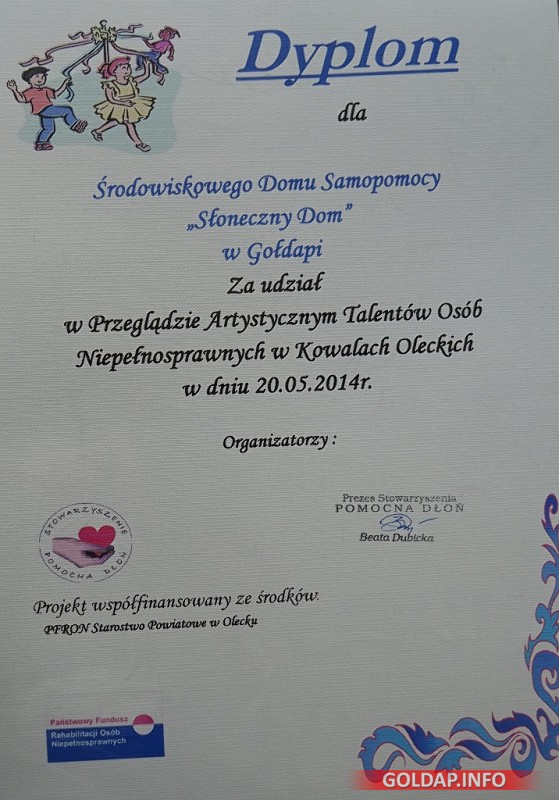 Dyplom
dla
Środowiskowego Domu Samopomocy
„Słoneczny Dom”
w Gołdapi
Za udział
w Przeglądzie Artystycznym Talentów Osób
Niepełnosprawnych w Kowalach Oleckich
w dniu 20.05.2014r.
Organizatorzy :
STOWARZYSZENIE
POMOCNA DŁOŃ
Prezes Stowarzyszenia
POMOCNA DŁOŃ
Beata Dubicka
Projekt współfinansowany ze środków:
PFRON Starostwo Powiatowe w Olecku
Państwowy Fundusz
Rehabilitacji Osób
Niepełnosprawnych
GOLDAP.INFO